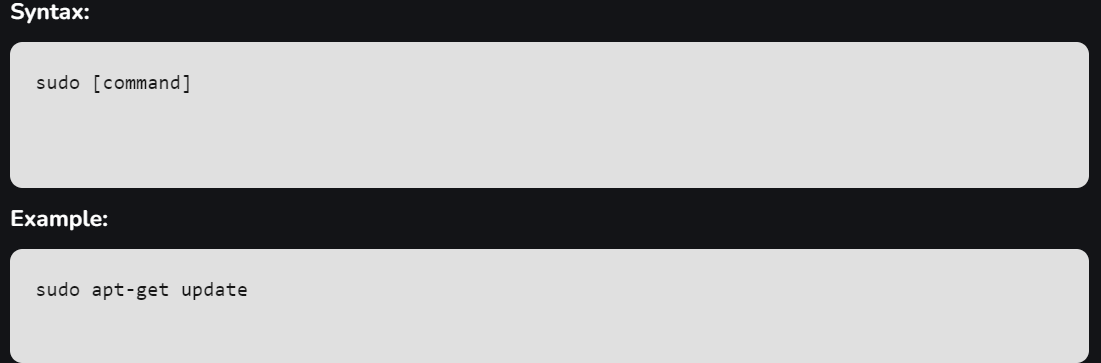 Syntax:
sudo [command]
Example:
sudo apt-get update